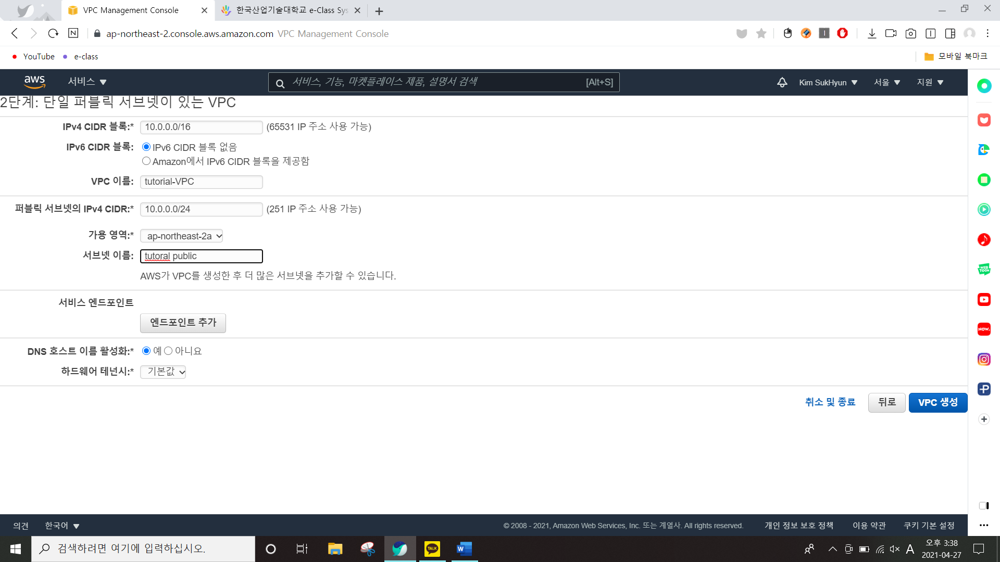 VPC Management Console
한국산업기술대학교 e-Class Sys
ap-northeast-2.console.aws.amazon.com VPC Management Console
YouTube e-class 모바일 북마크
aws 서비스 서비스, 기능, 마켓플레이스 제품, 설명서 검색 [Alt+S] Kim SukHyun 서울 지원
2단계: 단일 퍼블릭 서브넷이 있는 VPC
IPv4 CIDR 블록:* 10.0.0.0/16 (65531 IP 주소 사용 가능)
IPv6 CIDR 블록: IPv6 CIDR 블록 없음
Amazon에서 IPv6 CIDR 블록을 제공함
VPC 이름: tutorial-VPC
퍼블릭 서브넷의 IPv4 CIDR:* 10.0.0.0/24 (251 IP 주소 사용 가능)
가용 영역:* ap-northeast-2a
서브넷 이름: tutoral public
AWS가 VPC를 생성한 후 더 많은 서브넷을 추가할 수 있습니다.
서비스 엔드포인트
엔드포인트 추가
DNS 호스트 이름 활성화:* 예 아니요
하드웨어 테넌시:* 기본값
취소 및 종료 뒤로 VPC 생성
WEB TOON
NOW.
의견 한국어 © 2008 - 2021, Amazon Web Services, Inc. 또는 계열사. All rights reserved. 개인 정보 보호 정책 이용 약관 쿠키 기본 설정
검색하려면 여기에 입력하십시오. TALK W A 오후 3:38
2021-04-27